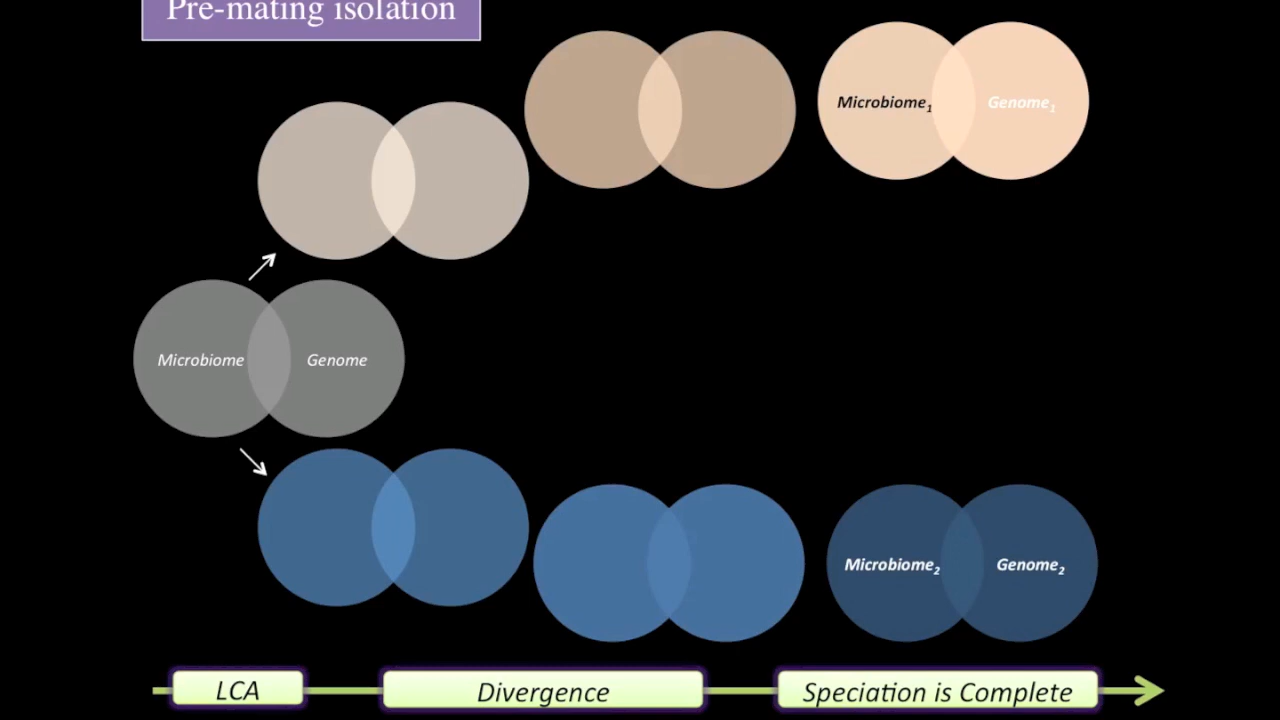 Pre-mating isolation
Microbiome₁ Genome₁
Microbiome Genome
Microbiome₂ Genome₂
LCA Divergence Speciation is Complete